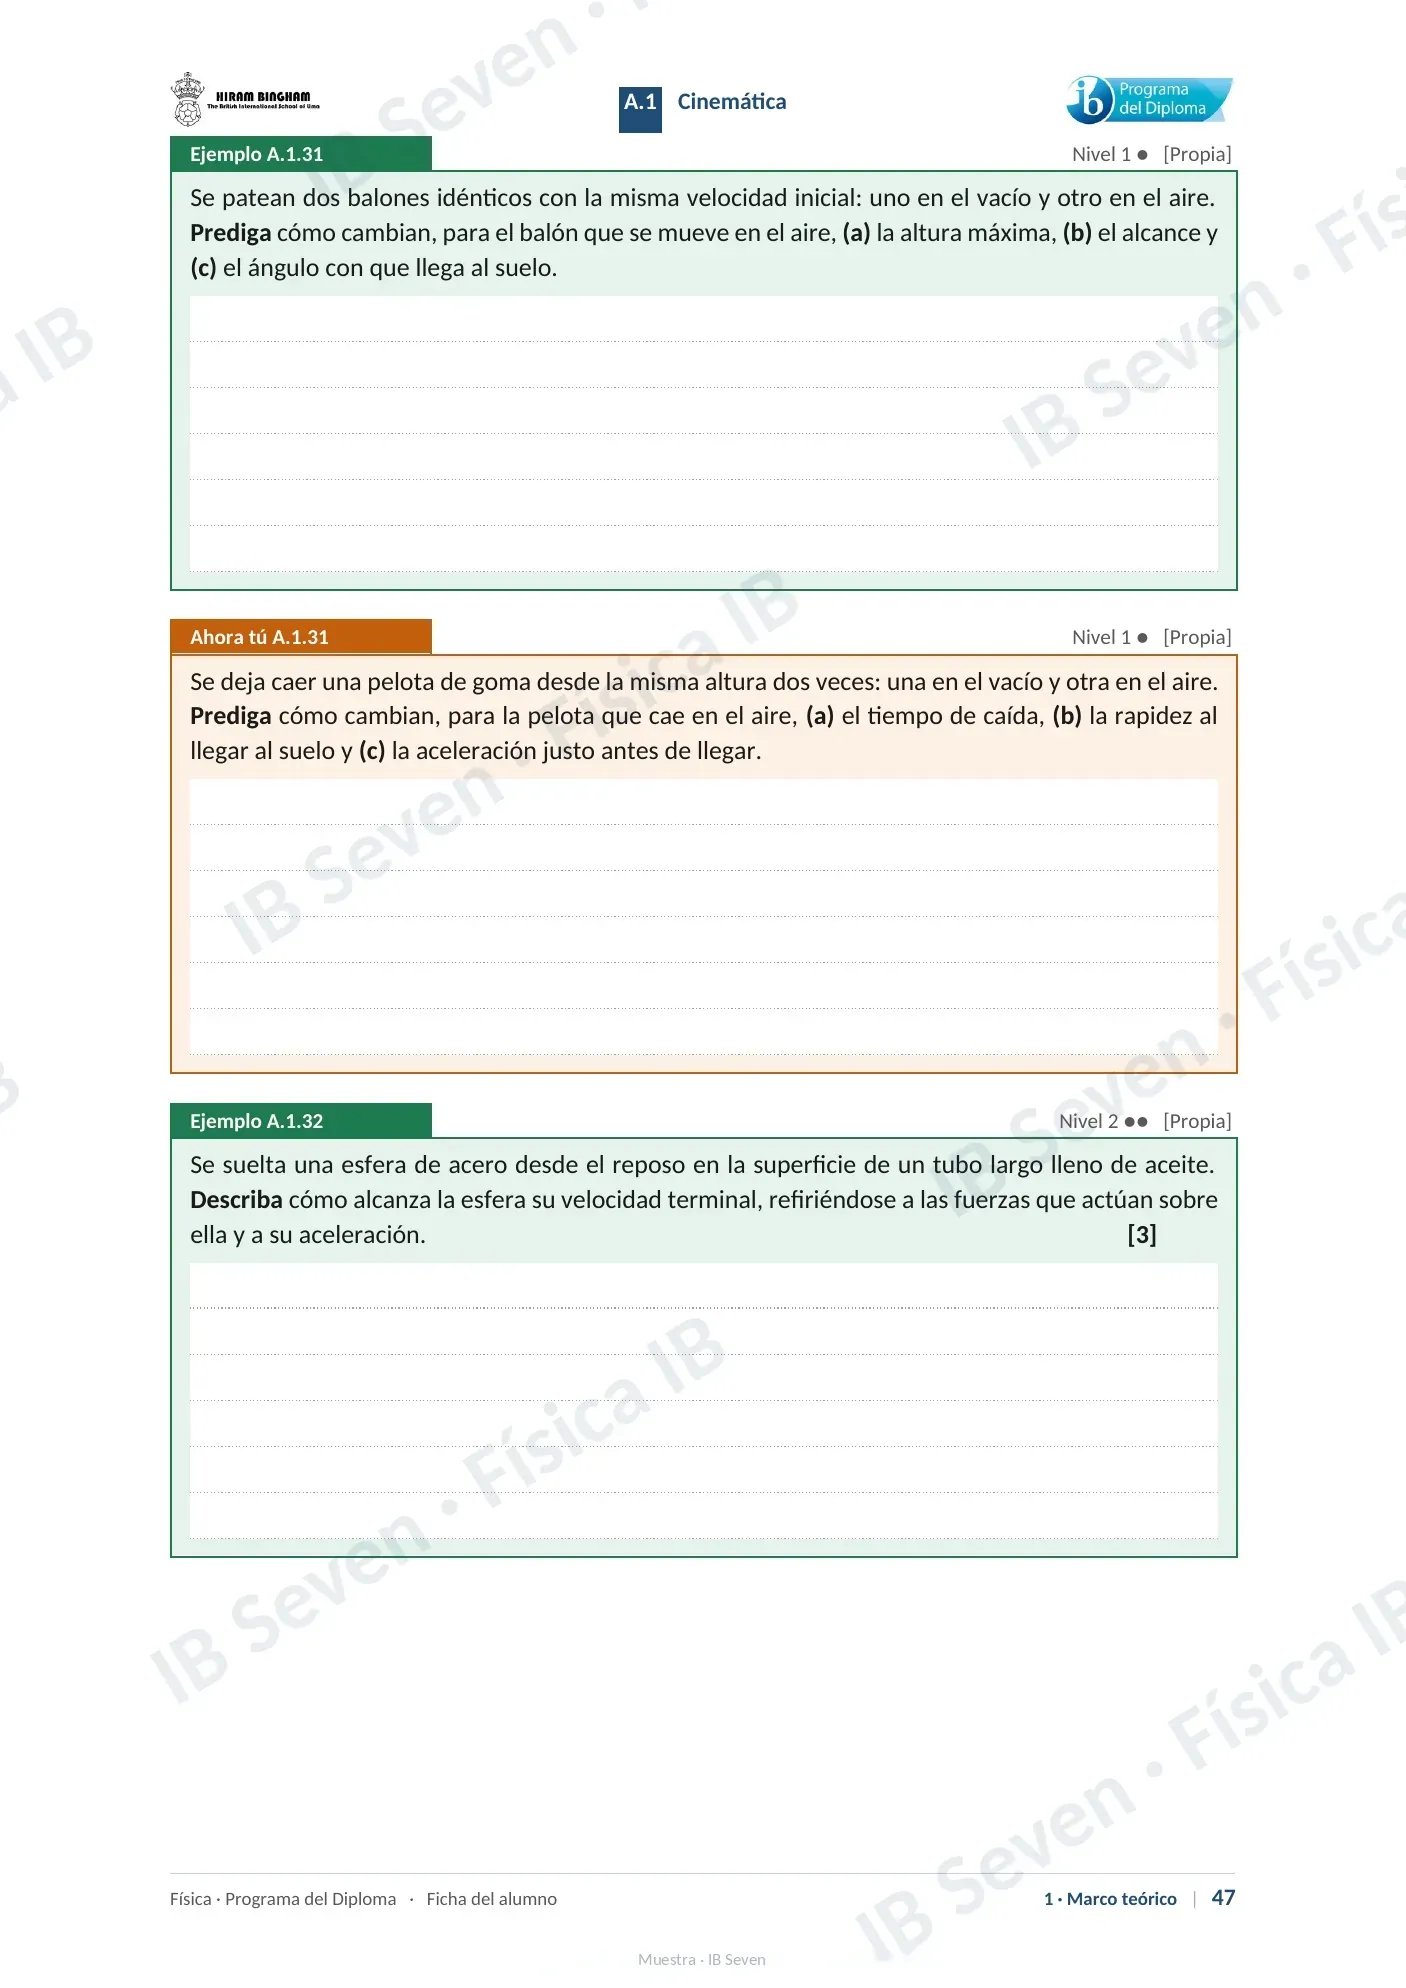 HIRAM BINGHAM
The British International School of Lima
A.1 Cinemática
Programa
del Diploma
Ejemplo A.1.31
Nivel 1 ● [Propia]
Se patean dos balones idénticos con la misma velocidad inicial: uno en el vacío y otro en el aire.
Prediga cómo cambian, para el balón que se mueve en el aire, (a) la altura máxima, (b) el alcance y
(c) el ángulo con que llega al suelo.
Ahora tú A.1.31
Nivel 1 ● [Propia]
Se deja caer una pelota de goma desde la misma altura dos veces: una en el vacío y otra en el aire.
Prediga cómo cambian, para la pelota que cae en el aire, (a) el tiempo de caída, (b) la rapidez al
llegar al suelo y (c) la aceleración justo antes de llegar.
Ejemplo A.1.32
Nivel 2 ●● [Propia]
Se suelta una esfera de acero desde el reposo en la superficie de un tubo largo lleno de aceite.
Describa cómo alcanza la esfera su velocidad terminal, refiriéndose a las fuerzas que actúan sobre
ella y a su aceleración. [3]
Física · Programa del Diploma · Ficha del alumno
1 · Marco teórico | 47
Muestra · IB Seven
IB Seven · Física IB
IB Seven · Física IB
IB Seven · Física IB